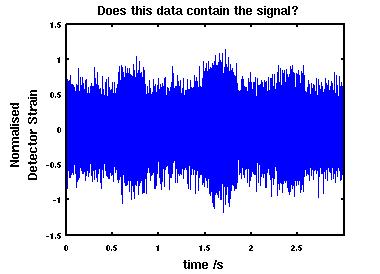 Does this data contain the signal?
1.5
1
0.5
0
-0.5
-1
-1.5
Normalised
Detector Strain
0 0.5 1 1.5 2 2.5
time /s